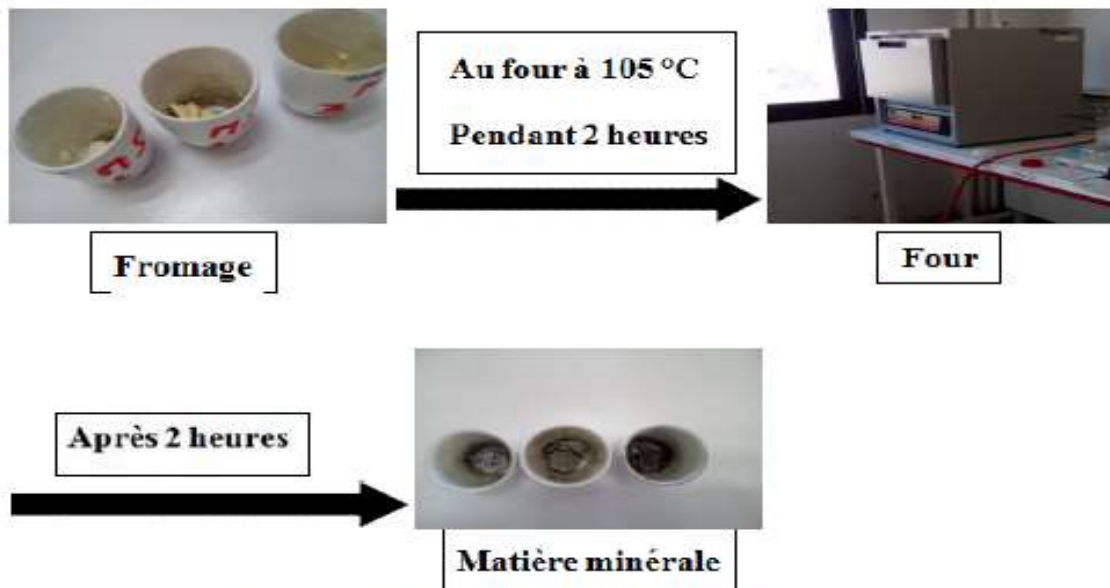 Au four à 105 °C
Pendant 2 heures
Fromage
Four
Après 2 heures
Matière minérale